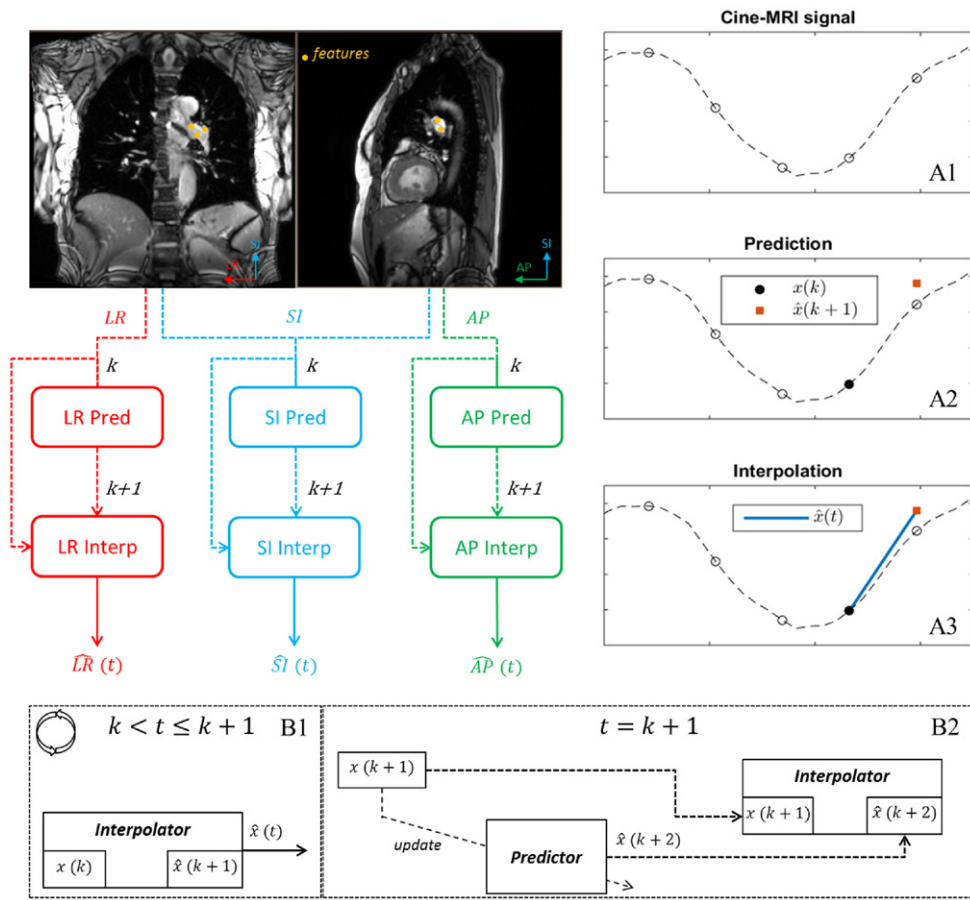 features
SI
LR
SI
AP
LR
SI
AP
k
k
k
LR Pred
SI Pred
AP Pred
k+1
k+1
k+1
LR Interp
SI Interp
AP Interp
L̂R̂ (t)
ŜÎ (t)
ÂP̂ (t)
Cine-MRI signal
A1
Prediction
x(k)
x̂(k + 1)
A2
Interpolation
x̂(t)
A3
k < t ≤ k + 1
B1
Interpolator
x (k)
x̂ (k+1)
x̂ (t)
t = k + 1
B2
x (k+1)
update
Predictor
x̂ (k+2)
Interpolator
x (k+1)
x̂ (k+2)